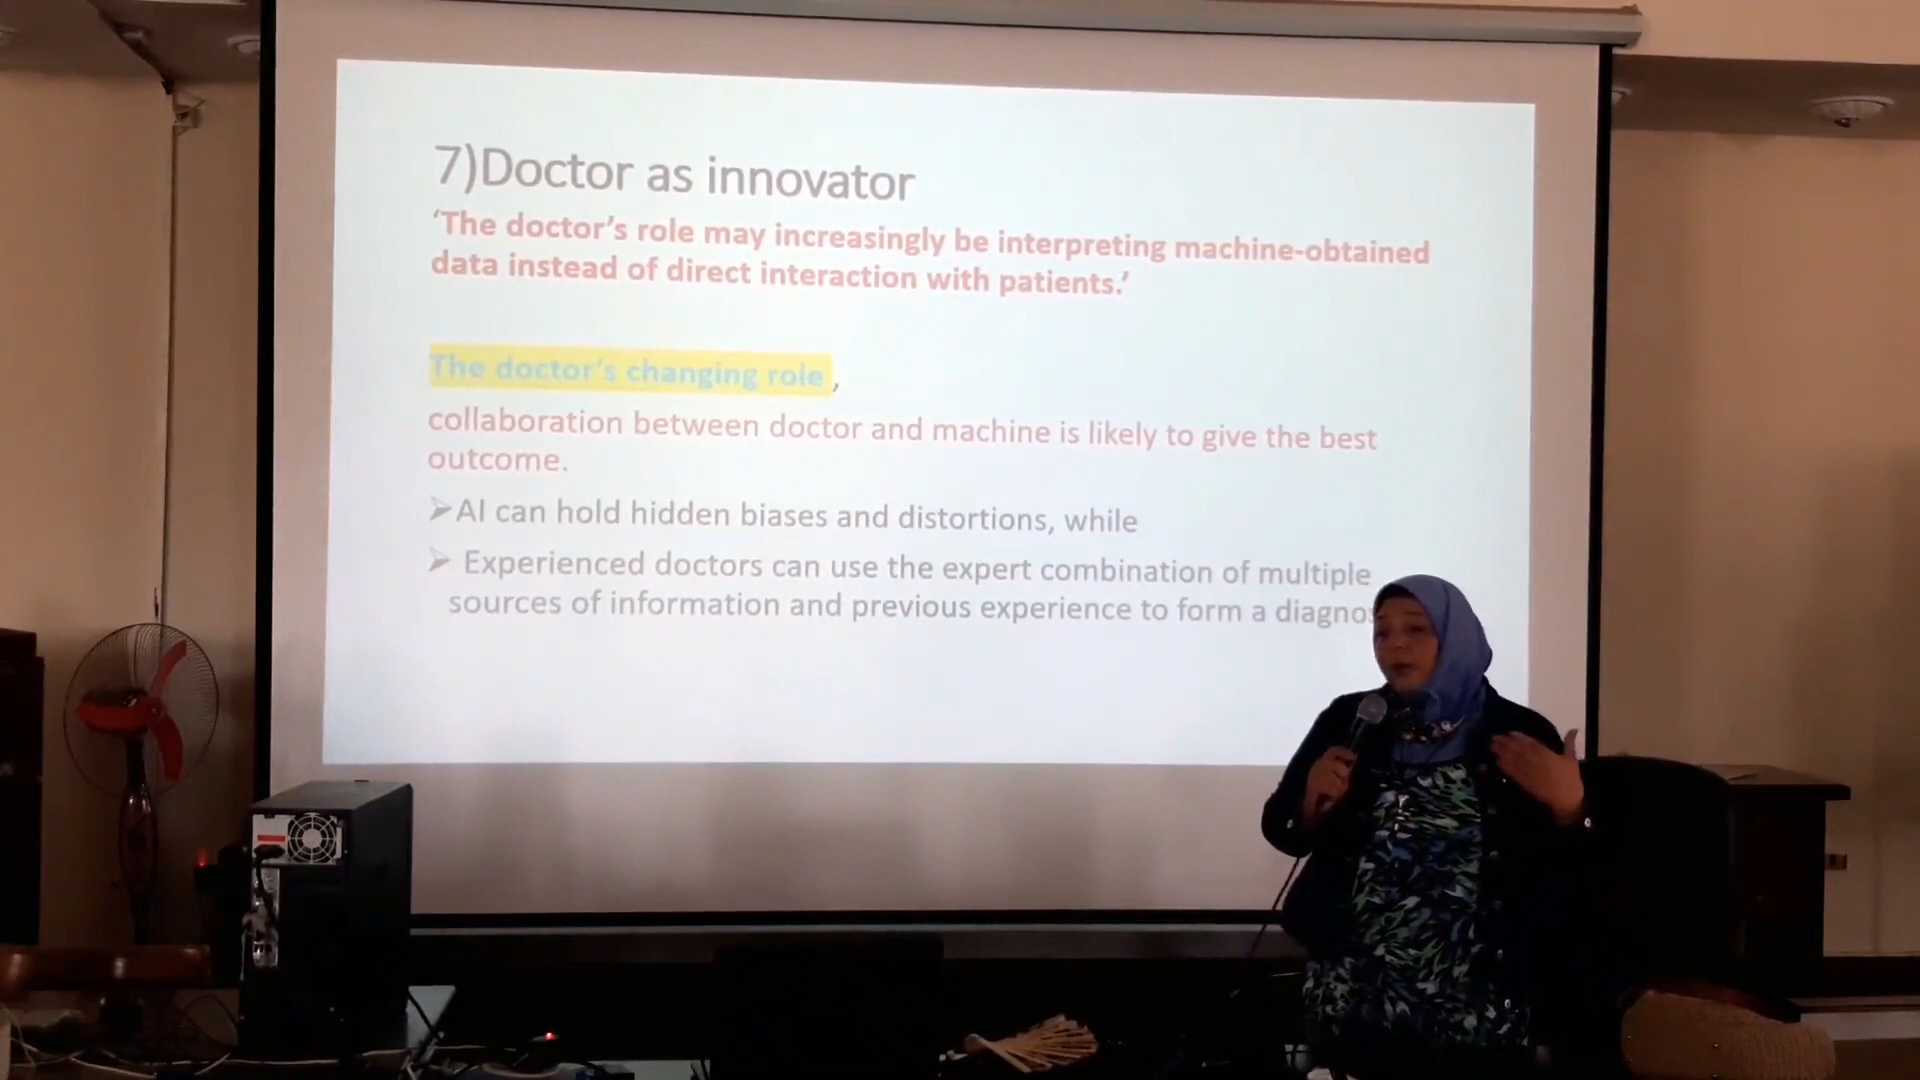 7)Doctor as innovator
‘The doctor’s role may increasingly be interpreting machine-obtained
data instead of direct interaction with patients.’
The doctor’s changing role ,
collaboration between doctor and machine is likely to give the best
outcome.
➢AI can hold hidden biases and distortions, while
➢ Experienced doctors can use the expert combination of multiple
sources of information and previous experience to form a